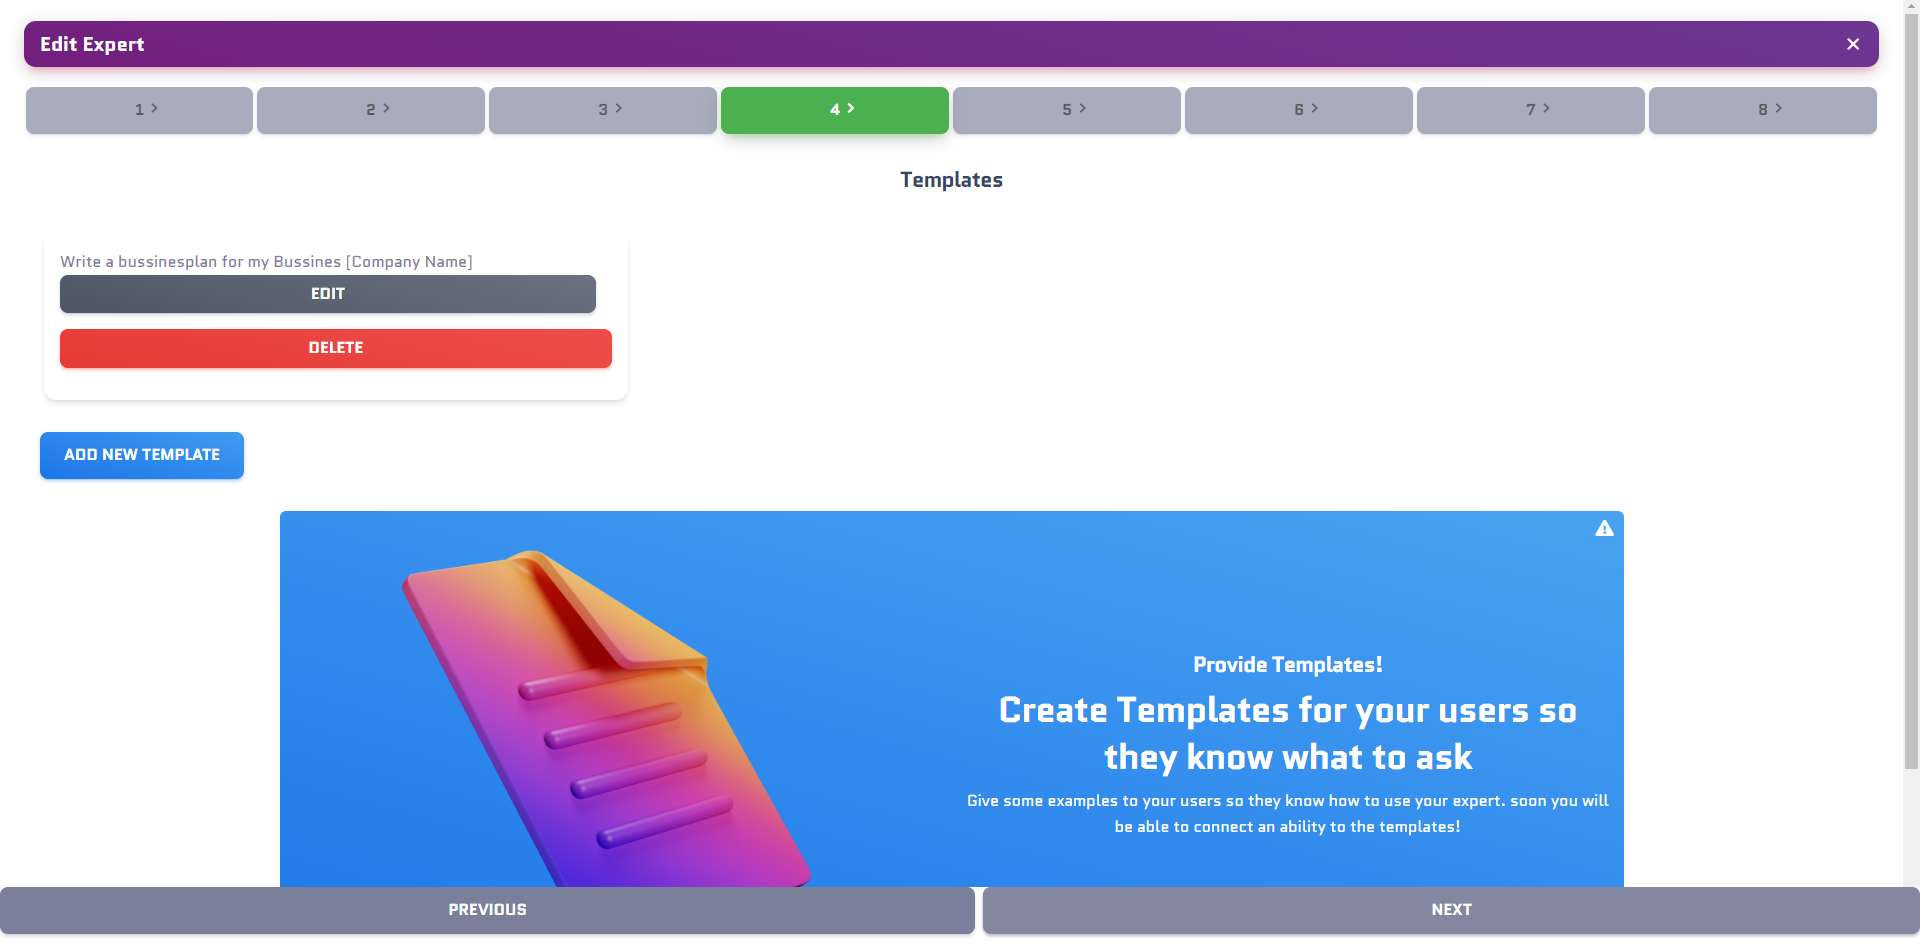 Edit Expert
1
2
3
4
5
6
7
8
Templates
Write a bussinesplan for my Bussines [Company Name]
EDIT
DELETE
ADD NEW TEMPLATE
Provide Templates!
Create Templates for your users so
they know what to ask
Give some examples to your users so they know how to use your expert. soon you will
be able to connect an ability to the templates!
PREVIOUS
NEXT